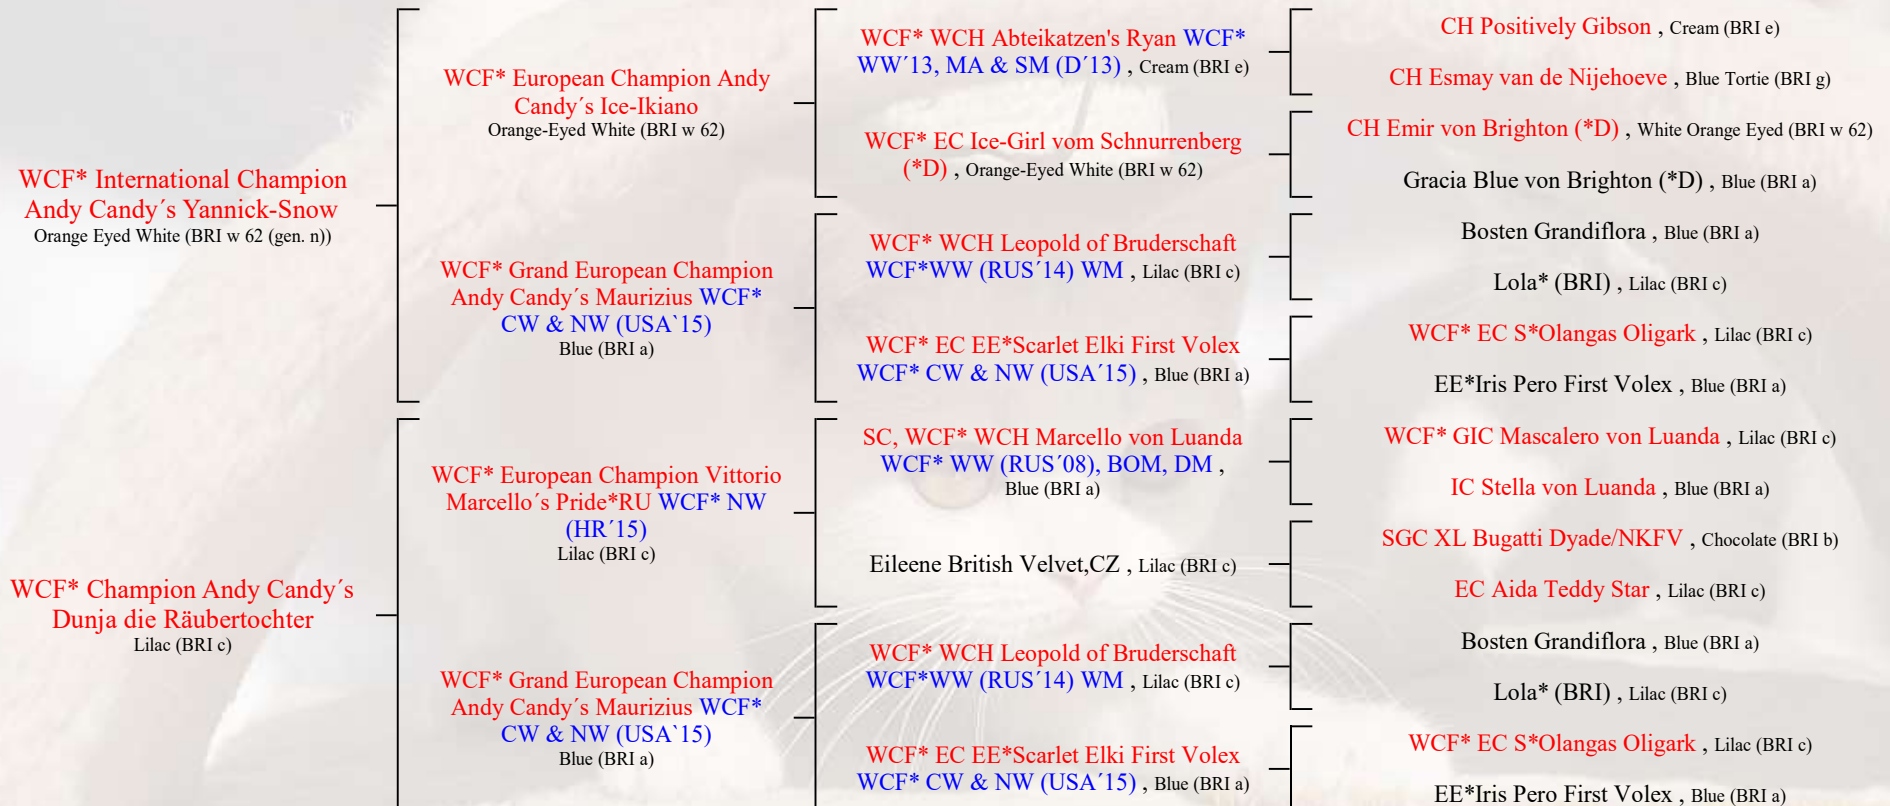 WCF* International Champion
Andy Candy´s Yannick-Snow
Orange Eyed White (BRI w 62 (gen. n))
WCF* Champion Andy Candy´s
Dunja die Räubertochter
Lilac (BRI c)
WCF* European Champion Andy
Candy´s Ice-Ikiano
Orange-Eyed White (BRI w 62)
WCF* Grand European Champion
Andy Candy´s Maurizius WCF*
CW & NW (USA`15)
Blue (BRI a)
WCF* European Champion Vittorio
Marcello´s Pride*RU WCF* NW
(HR´15)
Lilac (BRI c)
WCF* Grand European Champion
Andy Candy´s Maurizius WCF*
CW & NW (USA`15)
Blue (BRI a)
WCF* WCH Abteikatzen's Ryan WCF*
WW´13, MA & SM (D´13) , Cream (BRI e)
WCF* EC Ice-Girl vom Schnurrenberg
(*D) , Orange-Eyed White (BRI w 62)
WCF* WCH Leopold of Bruderschaft
WCF*WW (RUS´14) WM , Lilac (BRI c)
WCF* EC EE*Scarlet Elki First Volex
WCF* CW & NW (USA´15) , Blue (BRI a)
SC, WCF* WCH Marcello von Luanda
WCF* WW (RUS´08), BOM, DM ,
Blue (BRI a)
Eileene British Velvet,CZ , Lilac (BRI c)
WCF* WCH Leopold of Bruderschaft
WCF*WW (RUS´14) WM , Lilac (BRI c)
WCF* EC EE*Scarlet Elki First Volex
WCF* CW & NW (USA´15) , Blue (BRI a)
CH Positively Gibson , Cream (BRI e)
CH Esmay van de Nijehoeve , Blue Tortie (BRI g)
CH Emir von Brighton (*D) , White Orange Eyed (BRI w 62)
Gracia Blue von Brighton (*D) , Blue (BRI a)
Bosten Grandiflora , Blue (BRI a)
Lola* (BRI) , Lilac (BRI c)
WCF* EC S*Olangas Oligark , Lilac (BRI c)
EE*Iris Pero First Volex , Blue (BRI a)
WCF* GIC Mascalero von Luanda , Lilac (BRI c)
IC Stella von Luanda , Blue (BRI a)
SGC XL Bugatti Dyade/NKFV , Chocolate (BRI b)
EC Aida Teddy Star , Lilac (BRI c)
Bosten Grandiflora , Blue (BRI a)
Lola* (BRI) , Lilac (BRI c)
WCF* EC S*Olangas Oligark , Lilac (BRI c)
EE*Iris Pero First Volex , Blue (BRI a)